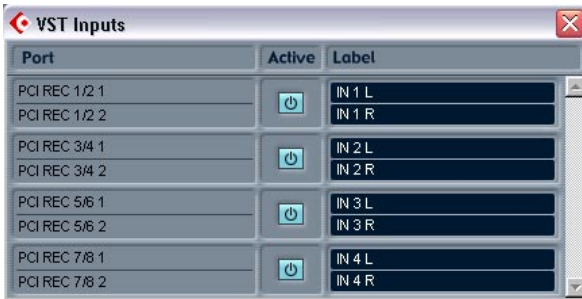 VST Inputs
Port Active Label
PCI REC 1/2 1 IN 1 L
PCI REC 1/2 2 IN 1 R
PCI REC 3/4 1 IN 2 L
PCI REC 3/4 2 IN 2 R
PCI REC 5/6 1 IN 3 L
PCI REC 5/6 2 IN 3 R
PCI REC 7/8 1 IN 4 L
PCI REC 7/8 2 IN 4 R